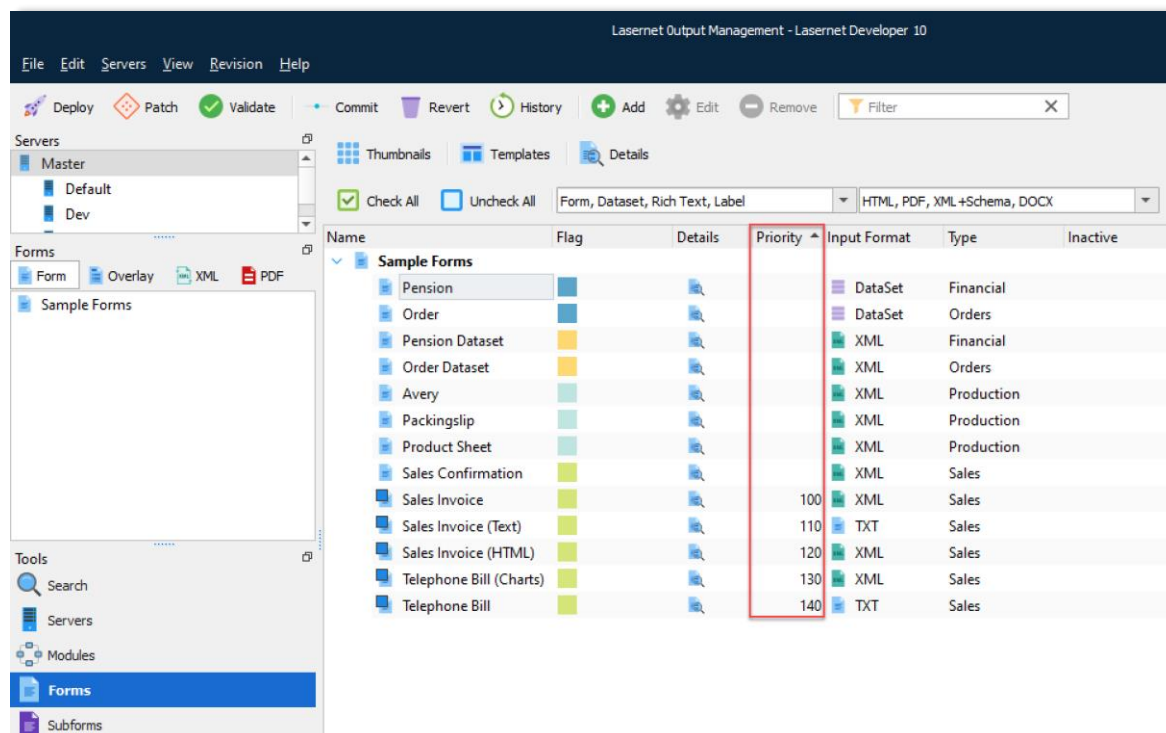 Lasernet Output Management - Lasernet Developer 10
File Edit Servers View Revision Help
Deploy Patch Validate Commit Revert History Add Edit Remove Filter
Servers
Master
Default
Dev
Thumbnails Templates Details
Check All Uncheck All Form, Dataset, Rich Text, Label HTML, PDF, XML+Schema, DOCX
Forms
Form Overlay XML PDF
Sample Forms
Name Flag Details Priority Input Format Type Inactive
Sample Forms
Pension DataSet Financial
Order DataSet Orders
Pension Dataset XML Financial
Order Dataset XML Orders
Avery XML Production
Packingslip XML Production
Product Sheet XML Production
Sales Confirmation XML Sales
Sales Invoice 100 XML Sales
Sales Invoice (Text) 110 TXT Sales
Sales Invoice (HTML) 120 XML Sales
Telephone Bill (Charts) 130 XML Sales
Telephone Bill 140 TXT Sales
Tools
Search
Servers
Modules
Forms
Subforms